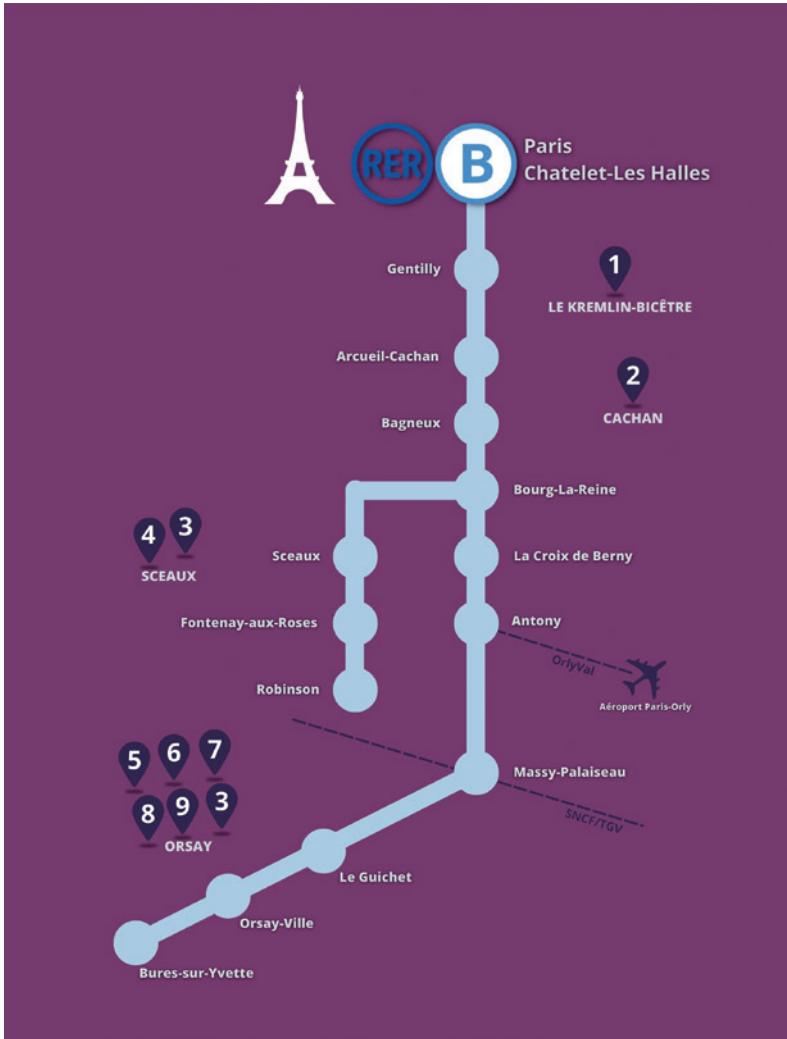 RER
B
Paris
Chatelet-Les Halles
Gentilly
1
LE KREMLIN-BICÊTRE
Arcueil-Cachan
2
CACHAN
Bagneux
Bourg-La-Reine
4
3
SCEAUX
Sceaux
La Croix de Berny
Fontenay-aux-Roses
Antony
OrlyVal
Aéroport Paris-Orly
Robinson
5
6
7
8
9
3
ORSAY
Massy-Palaiseau
SNCF/TGV
Le Guichet
Orsay-Ville
Bures-sur-Yvette